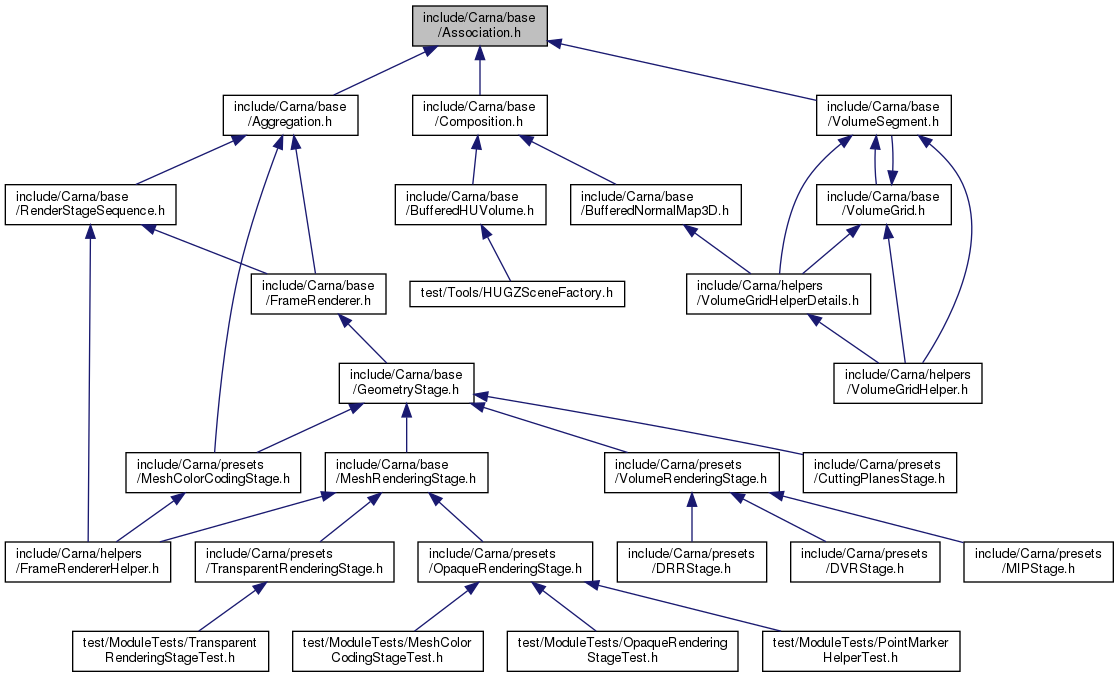 include/Carna/base
/Association.h
include/Carna/base
/Aggregation.h
include/Carna/base
/Composition.h
include/Carna/base
/VolumeSegment.h
include/Carna/base
/RenderStageSequence.h
include/Carna/base
/BufferedHUVolume.h
include/Carna/base
/BufferedNormalMap3D.h
include/Carna/base
/VolumeGrid.h
include/Carna/base
/FrameRenderer.h
test/Tools/HUGZSceneFactory.h
include/Carna/helpers
/VolumeGridHelperDetails.h
include/Carna/base
/GeometryStage.h
include/Carna/helpers
/VolumeGridHelper.h
include/Carna/presets
/MeshColorCodingStage.h
include/Carna/base
/MeshRenderingStage.h
include/Carna/presets
/VolumeRenderingStage.h
include/Carna/presets
/CuttingPlanesStage.h
include/Carna/helpers
/FrameRendererHelper.h
include/Carna/presets
/TransparentRenderingStage.h
include/Carna/presets
/OpaqueRenderingStage.h
include/Carna/presets
/DRRStage.h
include/Carna/presets
/DVRStage.h
include/Carna/presets
/MIPStage.h
test/ModuleTests/Transparent
RenderingStageTest.h
test/ModuleTests/MeshColor
CodingStageTest.h
test/ModuleTests/OpaqueRendering
StageTest.h
test/ModuleTests/PointMarker
HelperTest.h